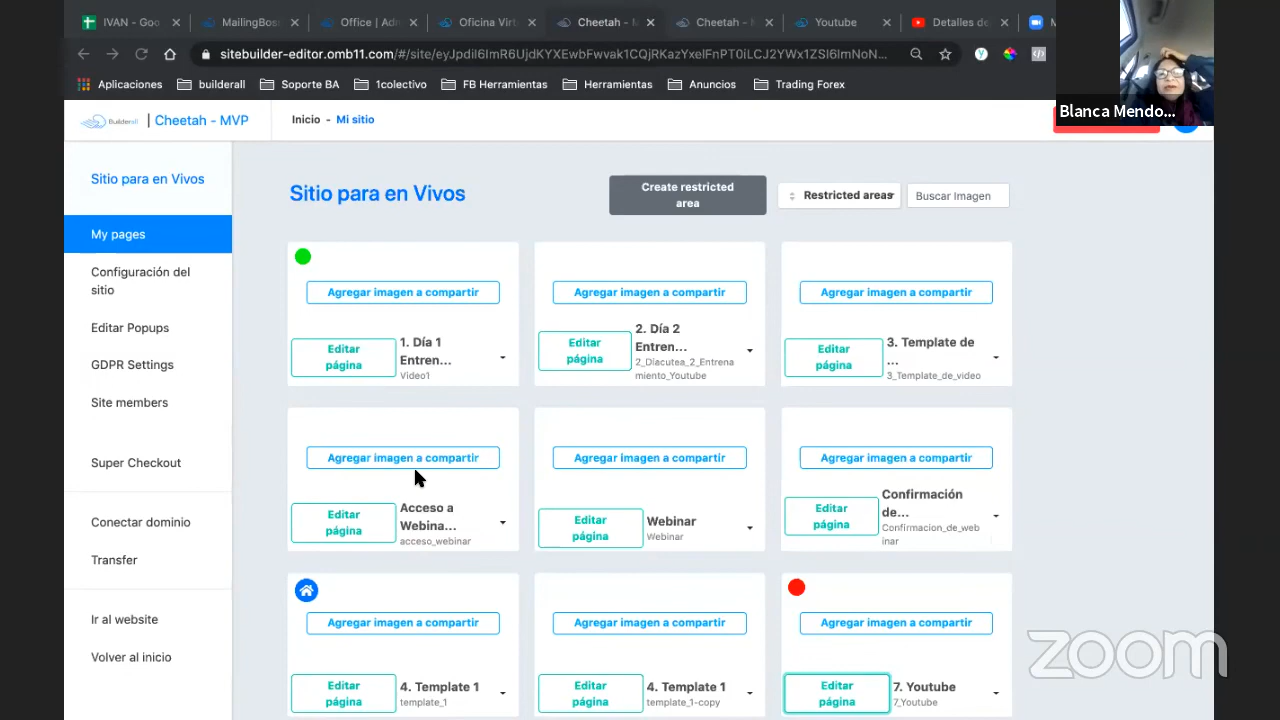 IVAN - Goo
MailingBos
Office | Adr
Oficina Virt
Cheetah - M
Cheetah - M
Youtube
Detalles de
sitebuilder-editor.omb11.com/#/site/
Aplicaciones
builderall
Soporte BA
1colectivo
FB Herramientas
Herramientas
Anuncios
Trading Forex
Blanca Mendo...
Builderall
| Cheetah - MVP
Inicio - Mi sitio
Sitio para en Vivos
My pages
Configuración del
sitio
Editar Popups
GDPR Settings
Site members
Super Checkout
Conectar dominio
Transfer
Ir al website
Volver al inicio
Sitio para en Vivos
Create restricted
area
Restricted areas
Buscar Imagen
Agregar imagen a compartir
Editar
página
1. Día 1
Entren...
Video1
Agregar imagen a compartir
Editar
página
2. Día 2
Entren...
2_Diacutea_2_Entrena
miento_Youtube
Agregar imagen a compartir
Editar
página
3. Template de
...
3_Template_de_video
Agregar imagen a compartir
Editar
página
Acceso a
Webina...
acceso_webinar
Agregar imagen a compartir
Editar
página
Webinar
Webinar
Agregar imagen a compartir
Editar
página
Confirmación
de...
Confirmacion_de_web
inar
Agregar imagen a compartir
Editar
página
4. Template 1
template_1
Agregar imagen a compartir
Editar
página
4. Template 1
template_1-copy
Agregar imagen a compartir
Editar
página
7. Youtube
7_Youtube
zoom